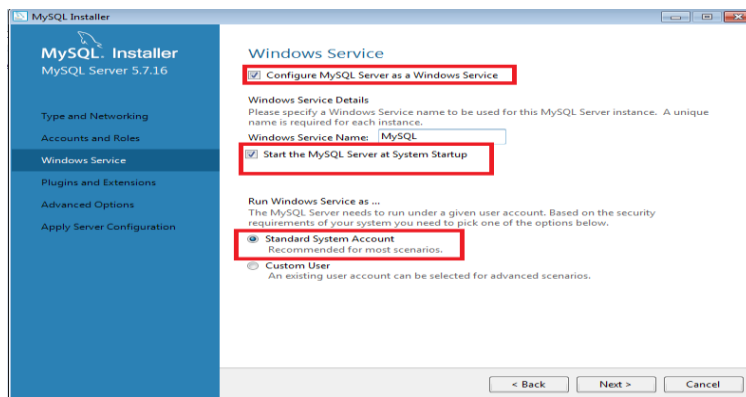 MySQL Installer
MySQL. Installer
MySQL Server 5.7.16
Type and Networking
Accounts and Roles
Windows Service
Plugins and Extensions
Advanced Options
Apply Server Configuration
Windows Service
Configure MySQL Server as a Windows Service
Windows Service Details
Please specify a Windows Service name to be used for this MySQL Server instance. A unique
name is required for each instance.
Windows Service Name: MySQL
Start the MySQL Server at System Startup
Run Windows Service as ...
The MySQL Server needs to run under a given user account. Based on the security
requirements of your system you need to pick one of the options below.
Standard System Account
Recommended for most scenarios.
Custom User
An existing user account can be selected for advanced scenarios.
< Back Next > Cancel